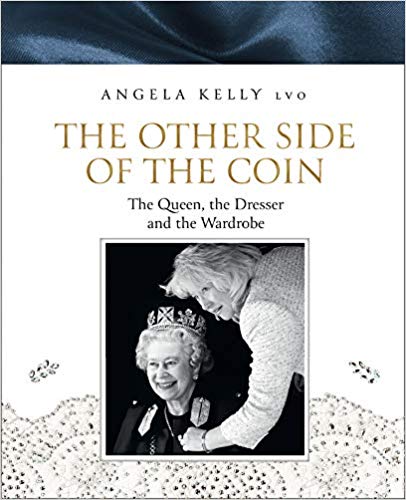 ANGELA KELLY LVO
THE OTHER SIDE
OF THE COIN
The Queen, the Dresser
and the Wardrobe